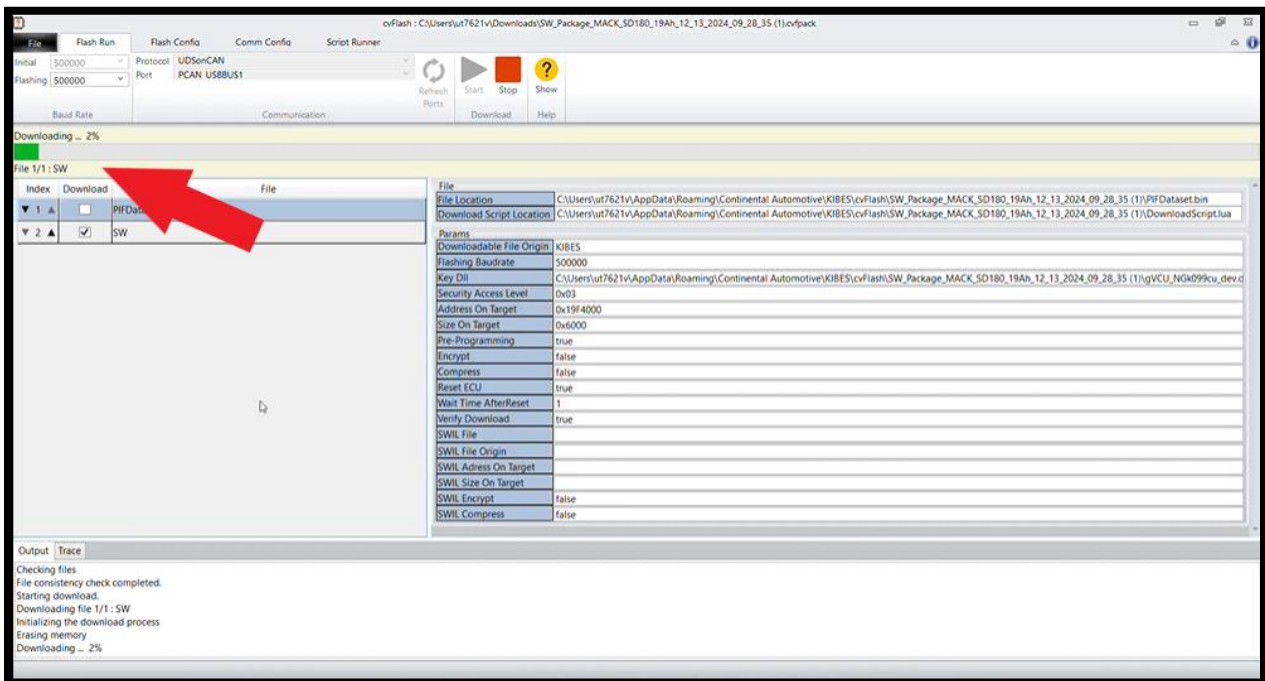 cvFlash : C:\Users\ut7621v\Downloads\SW_Package_MACK_SD180_19Ah_12_13_2024_09_28_35 (1).cvfpack
File Flash Run Flash Config Comm Config Script Runner
Initial 500000 Protocol UDSonCAN
Flashing 500000 Port PCAN_USBBUS1
Refresh Ports Start Stop Show
Baud Rate Communication Download Help
Downloading ... 2%
File 1/1 : SW
Index Download File
1
2 SW
File
File Location C:\Users\ut7621v\AppData\Roaming\Continental Automotive\KIBES\cvFlash\SW_Package_MACK_SD180_19Ah_12_13_2024_09_28_35 (1)\PIFDataset.bin
Download Script Location C:\Users\ut7621v\AppData\Roaming\Continental Automotive\KIBES\cvFlash\SW_Package_MACK_SD180_19Ah_12_13_2024_09_28_35 (1)\DownloadScript.lua
Params
Downloadable File Origin KIBES
Flashing Baudrate 500000
Key Dll C:\Users\ut7621v\AppData\Roaming\Continental Automotive\KIBES\cvFlash\SW_Package_MACK_SD180_19Ah_12_13_2024_09_28_35 (1)\gVCU_NGk099cu_dev.d
Security Access Level 0x03
Address On Target 0x19F4000
Size On Target 0x6000
Pre-Programming true
Encrypt false
Compress false
Reset ECU true
Wait Time AfterReset 1
Verify Download true
SWIL File
SWIL File Origin
SWIL Adress On Target
SWIL Size On Target
SWIL Encrypt false
SWIL Compress false
Output Trace
Checking files
File consistency check completed.
Starting download.
Downloading file 1/1 : SW
Initializing the download process
Erasing memory
Downloading ... 2%